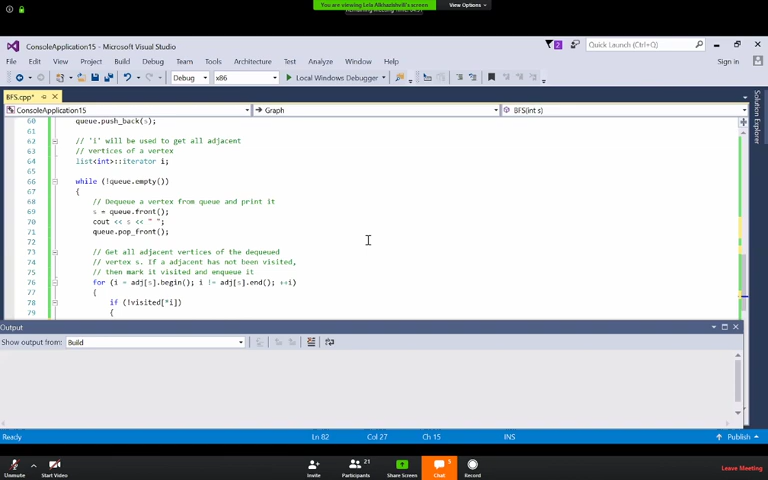 You are viewing Lela Alkhazishvili's screen
View Options
ConsoleApplication15 - Microsoft Visual Studio
2
Quick Launch (Ctrl+Q)
File Edit View Project Build Debug Team Tools Architecture Test Analyze Window Help
Sign in
Debug x86 Local Windows Debugger
BFS.cpp*
ConsoleApplication15 Graph BFS(int s)
Solution Explorer
60 queue.push_back(s);
61
62 // 'i' will be used to get all adjacent
63 // vertices of a vertex
64 list<int>::iterator i;
65
66 while (!queue.empty())
67 {
68 // Dequeue a vertex from queue and print it
69 s = queue.front();
70 cout << s << " ";
71 queue.pop_front();
72
73 // Get all adjacent vertices of the dequeued
74 // vertex s. If a adjacent has not been visited,
75 // then mark it visited and enqueue it
76 for (i = adj[s].begin(); i != adj[s].end(); ++i)
77 {
78 if (!visited[*i])
79 {
Output
Show output from: Build
Ready Ln 82 Col 27 Ch 15 INS Publish
Unmute Start Video Invite Participants 21 Share Screen Chat 5 Record Leave Meeting